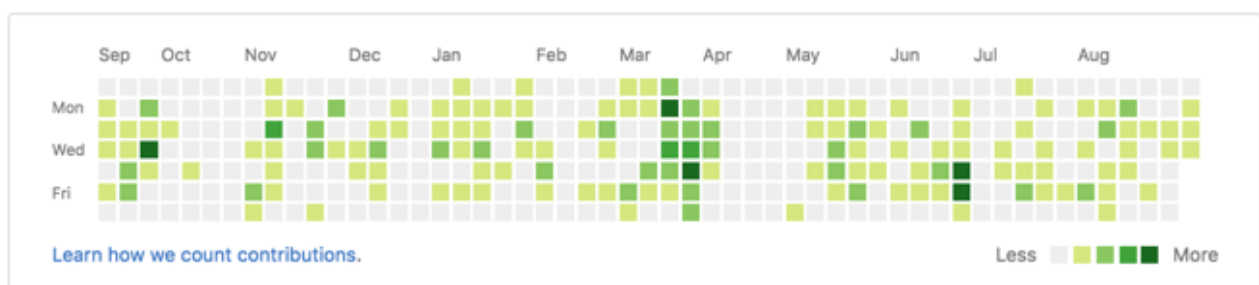 Sep Oct Nov Dec Jan Feb Mar Apr May Jun Jul Aug
Mon
Wed
Fri
Learn how we count contributions.
Less More